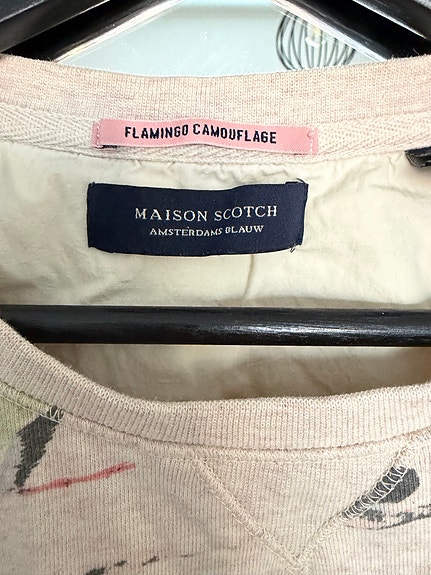 FLAMINGO CAMOUFLAGE
MAISON SCOTCH
AMSTERDAMS BLAUW